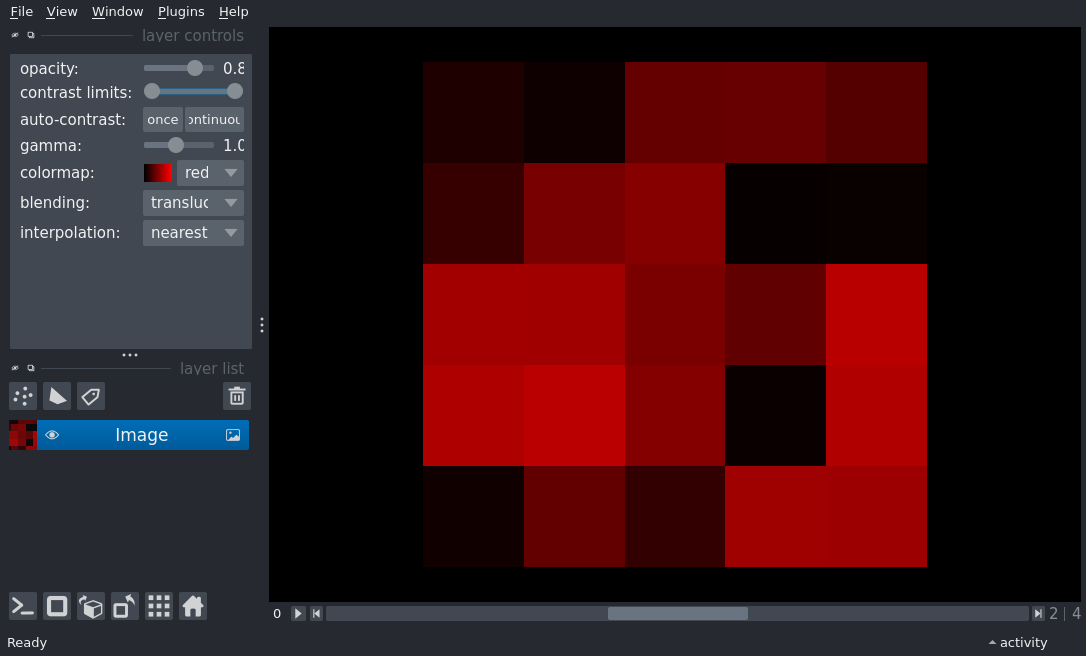 File View Window Plugins Help
layer controls
opacity: 0.8
contrast limits:
auto-contrast: once ontinuou
gamma: 1.0
colormap: red
blending: transluc
interpolation: nearest
layer list
Image
0 2 | 4
Ready activity